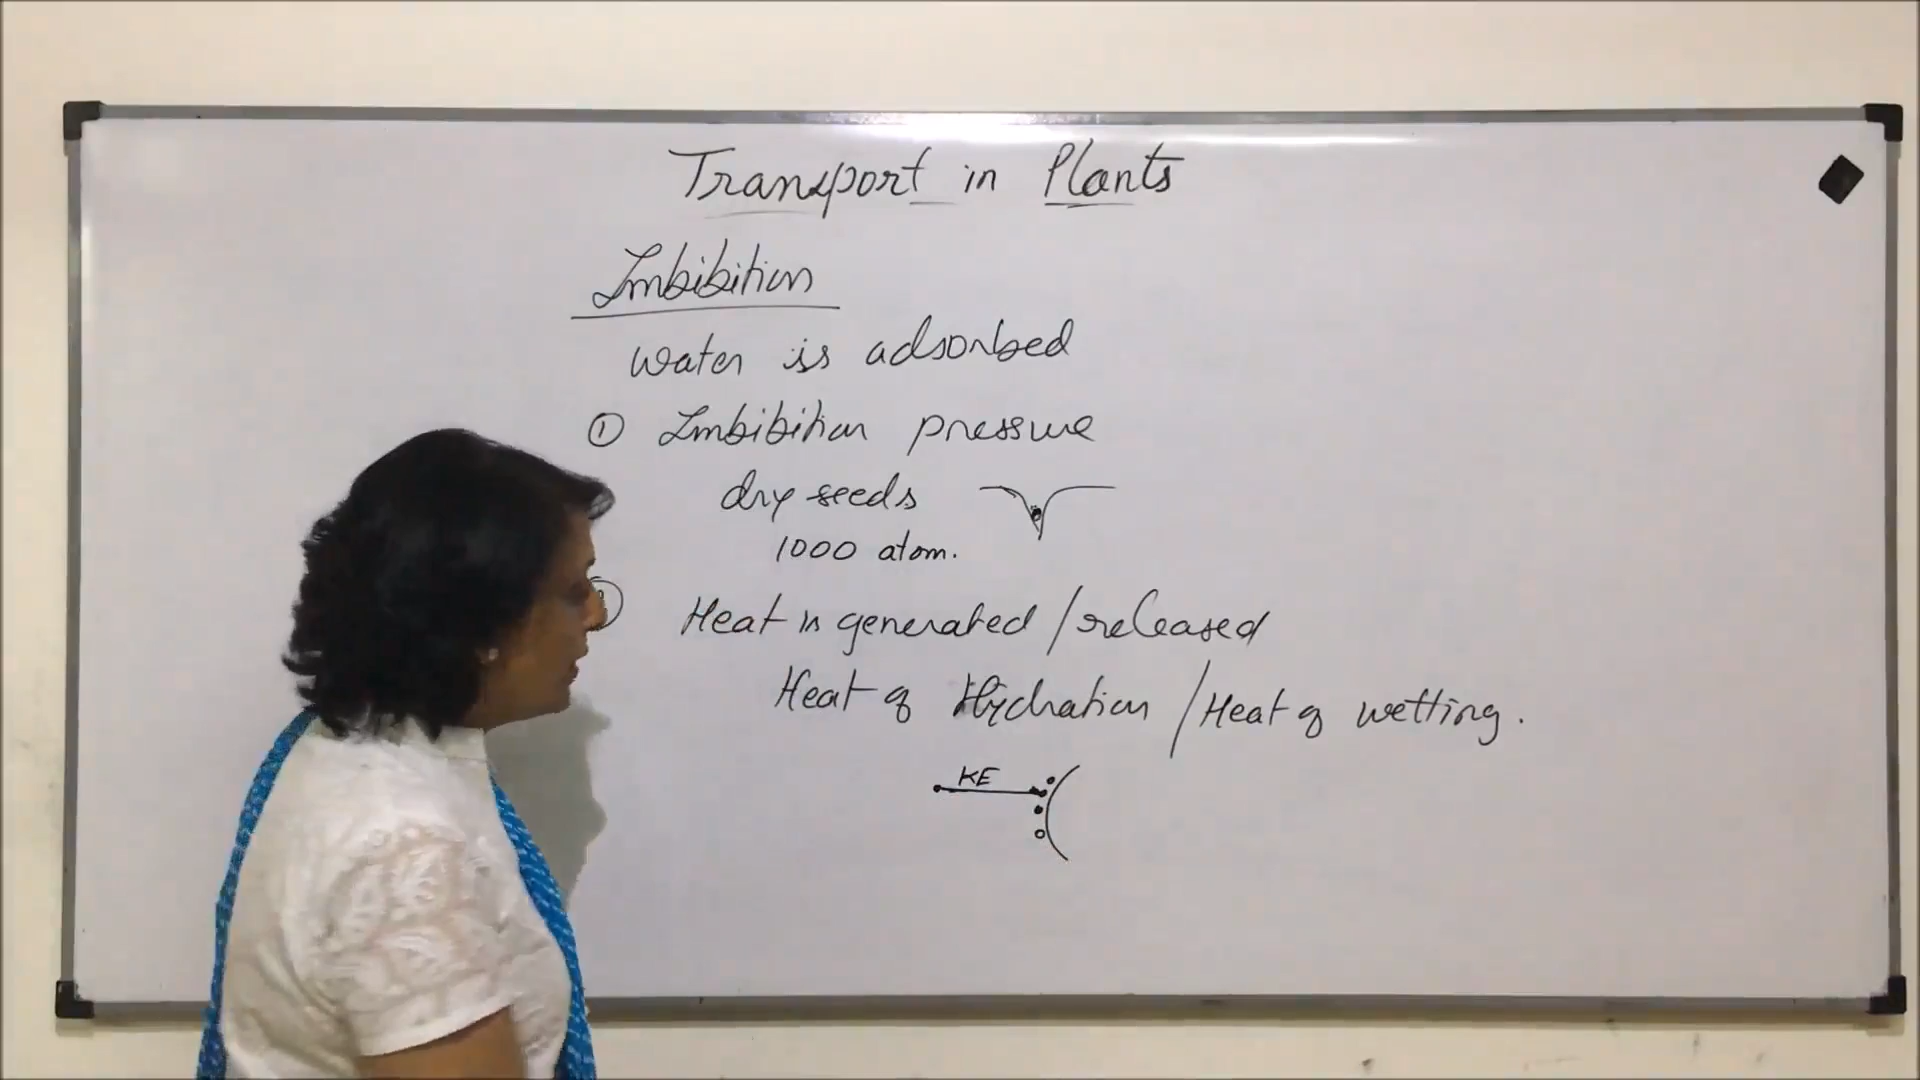 Transport in Plants
Imbibition
Water is adsorbed
① Imbibition pressure
dry seeds
1000 atom.
Heat is generated / released
Heat of Hydration / Heat of wetting.
KE